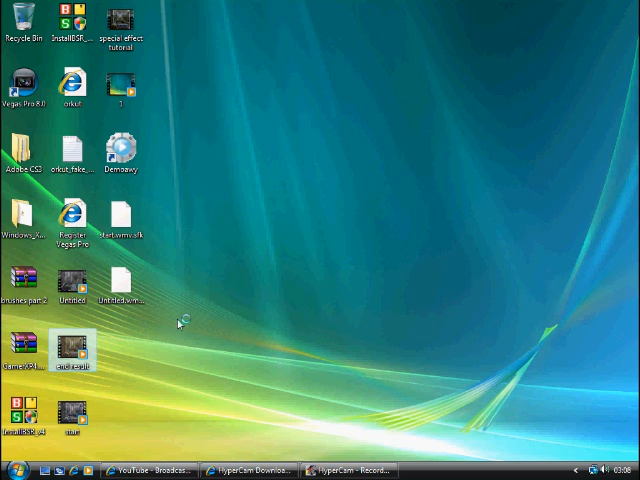 Recycle Bin
InstallBSR_...
special effect
tutorial
Vegas Pro 8.0
orkut
1
Adobe CS3
orkut_fake_...
Demoawy
Windows_X...
Register
Vegas Pro
start.wmv.sfk
brushes part 2
Untitled
Untitled.wm...
GamerXP4...
end result
InstallBSR_v4
start
YouTube - Broadcas...
HyperCam Downloa...
HyperCam - Record...
03:08